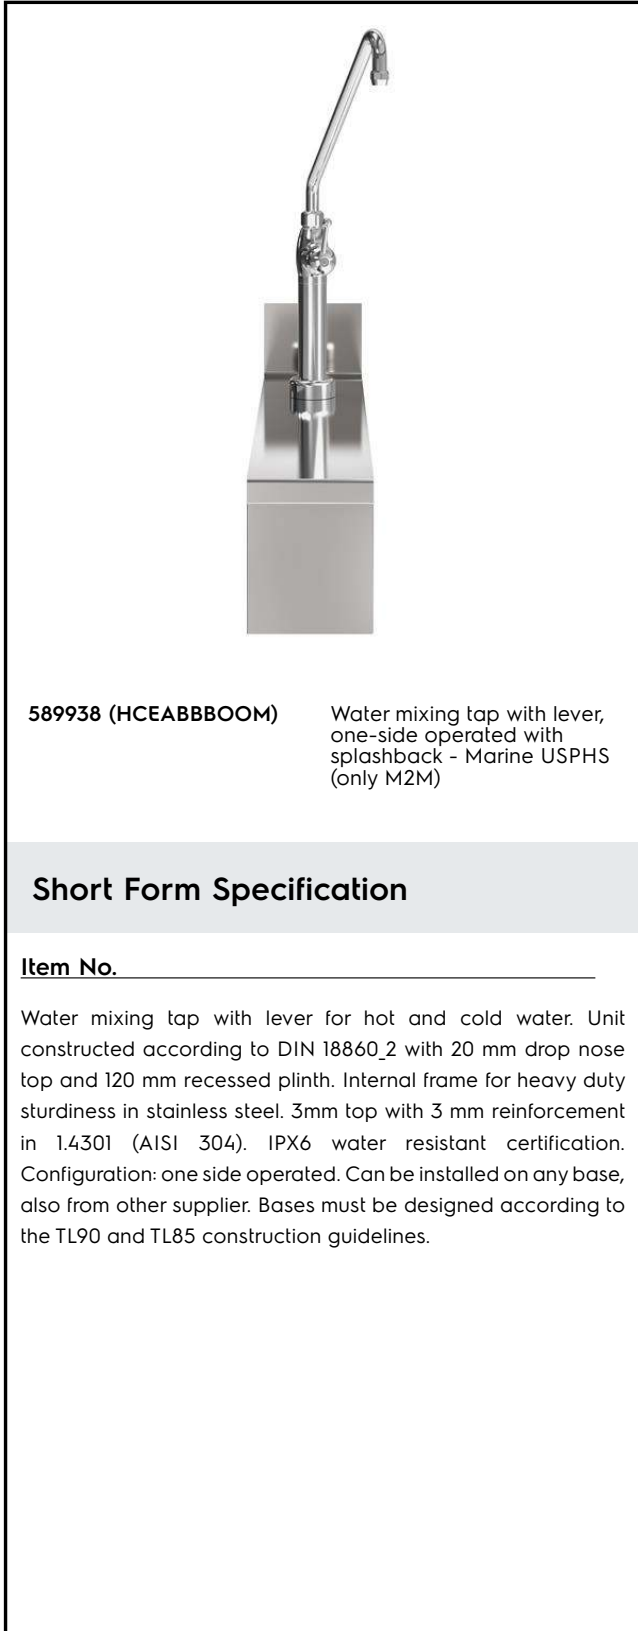 589938 (HCEABBBOOM)
Water mixing tap with lever,
one-side operated with
splashback - Marine USPHS
(only M2M)
Short Form Specification
Item No.
Water mixing tap with lever for hot and cold water. Unit
constructed according to DIN 18860_2 with 20 mm drop nose
top and 120 mm recessed plinth. Internal frame for heavy duty
sturdiness in stainless steel. 3mm top with 3 mm reinforcement
in 1.4301 (AISI 304). IPX6 water resistant certification.
Configuration: one side operated. Can be installed on any base,
also from other supplier. Bases must be designed according to
the TL90 and TL85 construction guidelines.